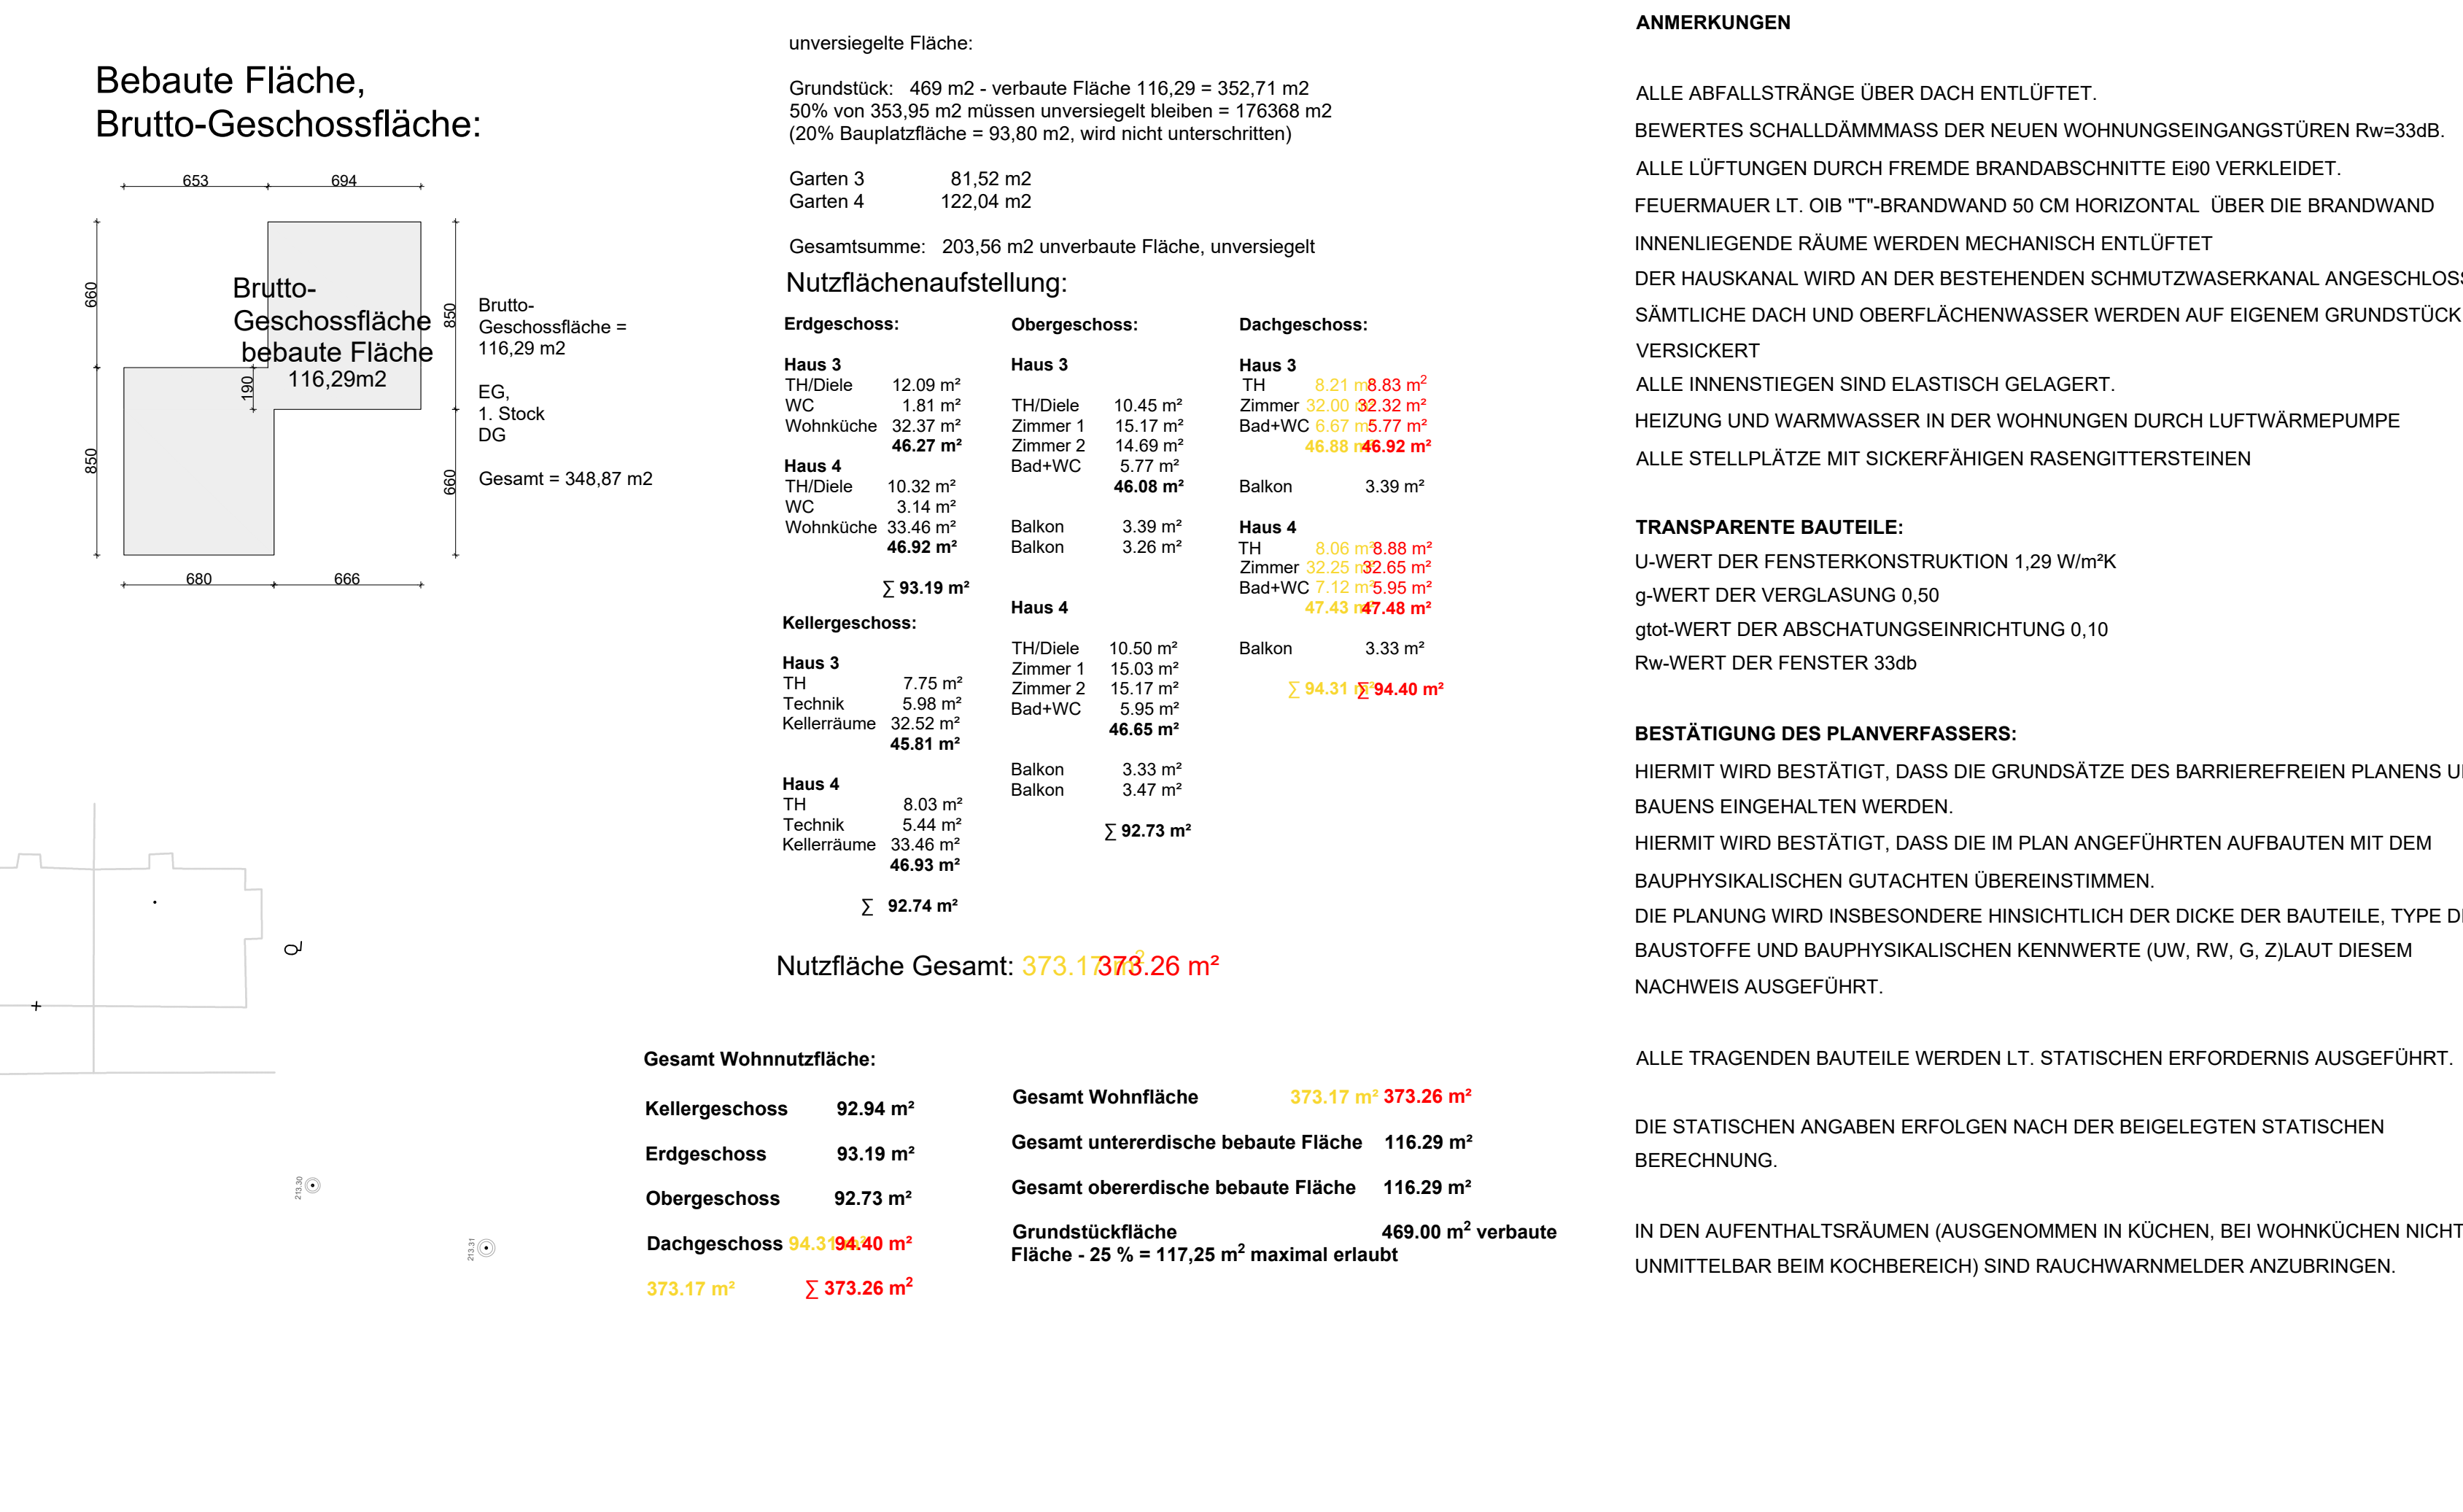 Bebaute Fläche,
Brutto-Geschossfläche:
653 694
660
850
190
850
660
680 666
Brutto-
Geschossfläche
bebaute Fläche
116,29m2
Brutto-
Geschossfläche =
116,29 m2
EG,
1. Stock
DG
Gesamt = 348,87 m2
213.30
213.31
unversiegelte Fläche:
Grundstück: 469 m2 - verbaute Fläche 116,29 = 352,71 m2
50% von 353,95 m2 müssen unversiegelt bleiben = 176368 m2
(20% Bauplatzfläche = 93,80 m2, wird nicht unterschritten)
Garten 3 81,52 m2
Garten 4 122,04 m2
Gesamtsumme: 203,56 m2 unverbaute Fläche, unversiegelt
Nutzflächenaufstellung:
Erdgeschoss:
Haus 3
TH/Diele 12.09 m²
WC 1.81 m²
Wohnküche 32.37 m²
46.27 m²
Haus 4
TH/Diele 10.32 m²
WC 3.14 m²
Wohnküche 33.46 m²
46.92 m²
∑ 93.19 m²
Kellergeschoss:
Haus 3
TH 7.75 m²
Technik 5.98 m²
Kellerräume 32.52 m²
45.81 m²
Haus 4
TH 8.03 m²
Technik 5.44 m²
Kellerräume 33.46 m²
46.93 m²
∑ 92.74 m²
Obergeschoss:
Haus 3
TH/Diele 10.45 m²
Zimmer 1 15.17 m²
Zimmer 2 14.69 m²
Bad+WC 5.77 m²
46.08 m²
Balkon 3.39 m²
Balkon 3.26 m²
Haus 4
TH/Diele 10.50 m²
Zimmer 1 15.03 m²
Zimmer 2 15.17 m²
Bad+WC 5.95 m²
46.65 m²
Balkon 3.33 m²
Balkon 3.47 m²
∑ 92.73 m²
Dachgeschoss:
Haus 3
TH 8.21 m² 8.83 m²
Zimmer 32.00 m² 32.32 m²
Bad+WC 6.67 m² 5.77 m²
46.88 m² 46.92 m²
Balkon 3.39 m²
Haus 4
TH 8.06 m² 8.88 m²
Zimmer 32.25 m² 32.65 m²
Bad+WC 7.12 m² 5.95 m²
47.43 m² 47.48 m²
Balkon 3.33 m²
∑ 94.31 m² ∑ 94.40 m²
Nutzfläche Gesamt: 373.17 m² 373.26 m²
Gesamt Wohnnutzfläche:
Kellergeschoss 92.94 m²
Erdgeschoss 93.19 m²
Obergeschoss 92.73 m²
Dachgeschoss 94.31 m² 94.40 m²
373.17 m² ∑ 373.26 m²
Gesamt Wohnfläche 373.17 m² 373.26 m²
Gesamt untererdische bebaute Fläche 116.29 m²
Gesamt obererdische bebaute Fläche 116.29 m²
Grundstückfläche 469.00 m² verbaute
Fläche - 25 % = 117,25 m² maximal erlaubt
ANMERKUNGEN
ALLE ABFALLSTRÄNGE ÜBER DACH ENTLÜFTET.
BEWERTES SCHALLDÄMMMASS DER NEUEN WOHNUNGSEINGANGSTÜREN Rw=33dB.
ALLE LÜFTUNGEN DURCH FREMDE BRANDABSCHNITTE Ei90 VERKLEIDET.
FEUERMAUER LT. OIB "T"-BRANDWAND 50 CM HORIZONTAL ÜBER DIE BRANDWAND
INNENLIEGENDE RÄUME WERDEN MECHANISCH ENTLÜFTET
DER HAUSKANAL WIRD AN DER BESTEHENDEN SCHMUTZWASERKANAL ANGESCHLOSS
SÄMTLICHE DACH UND OBERFLÄCHENWASSER WERDEN AUF EIGENEM GRUNDSTÜCK
VERSICKERT
ALLE INNENSTIEGEN SIND ELASTISCH GELAGERT.
HEIZUNG UND WARMWASSER IN DER WOHNUNGEN DURCH LUFTWÄRMEPUMPE
ALLE STELLPLÄTZE MIT SICKERFÄHIGEN RASENGITTERSTEINEN
TRANSPARENTE BAUTEILE:
U-WERT DER FENSTERKONSTRUKTION 1,29 W/m²K
g-WERT DER VERGLASUNG 0,50
gtot-WERT DER ABSCHATUNGSEINRICHTUNG 0,10
Rw-WERT DER FENSTER 33db
BESTÄTIGUNG DES PLANVERFASSERS:
HIERMIT WIRD BESTÄTIGT, DASS DIE GRUNDSÄTZE DES BARRIEREFREIEN PLANENS U
BAUENS EINGEHALTEN WERDEN.
HIERMIT WIRD BESTÄTIGT, DASS DIE IM PLAN ANGEFÜHRTEN AUFBAUTEN MIT DEM
BAUPHYSIKALISCHEN GUTACHTEN ÜBEREINSTIMMEN.
DIE PLANUNG WIRD INSBESONDERE HINSICHTLICH DER DICKE DER BAUTEILE, TYPE D
BAUSTOFFE UND BAUPHYSIKALISCHEN KENNWERTE (UW, RW, G, Z)LAUT DIESEM
NACHWEIS AUSGEFÜHRT.
ALLE TRAGENDEN BAUTEILE WERDEN LT. STATISCHEN ERFORDERNIS AUSGEFÜHRT.
DIE STATISCHEN ANGABEN ERFOLGEN NACH DER BEIGELEGTEN STATISCHEN
BERECHNUNG.
IN DEN AUFENTHALTSRÄUMEN (AUSGENOMMEN IN KÜCHEN, BEI WOHNKÜCHEN NICHT
UNMITTELBAR BEIM KOCHBEREICH) SIND RAUCHWARNMELDER ANZUBRINGEN.